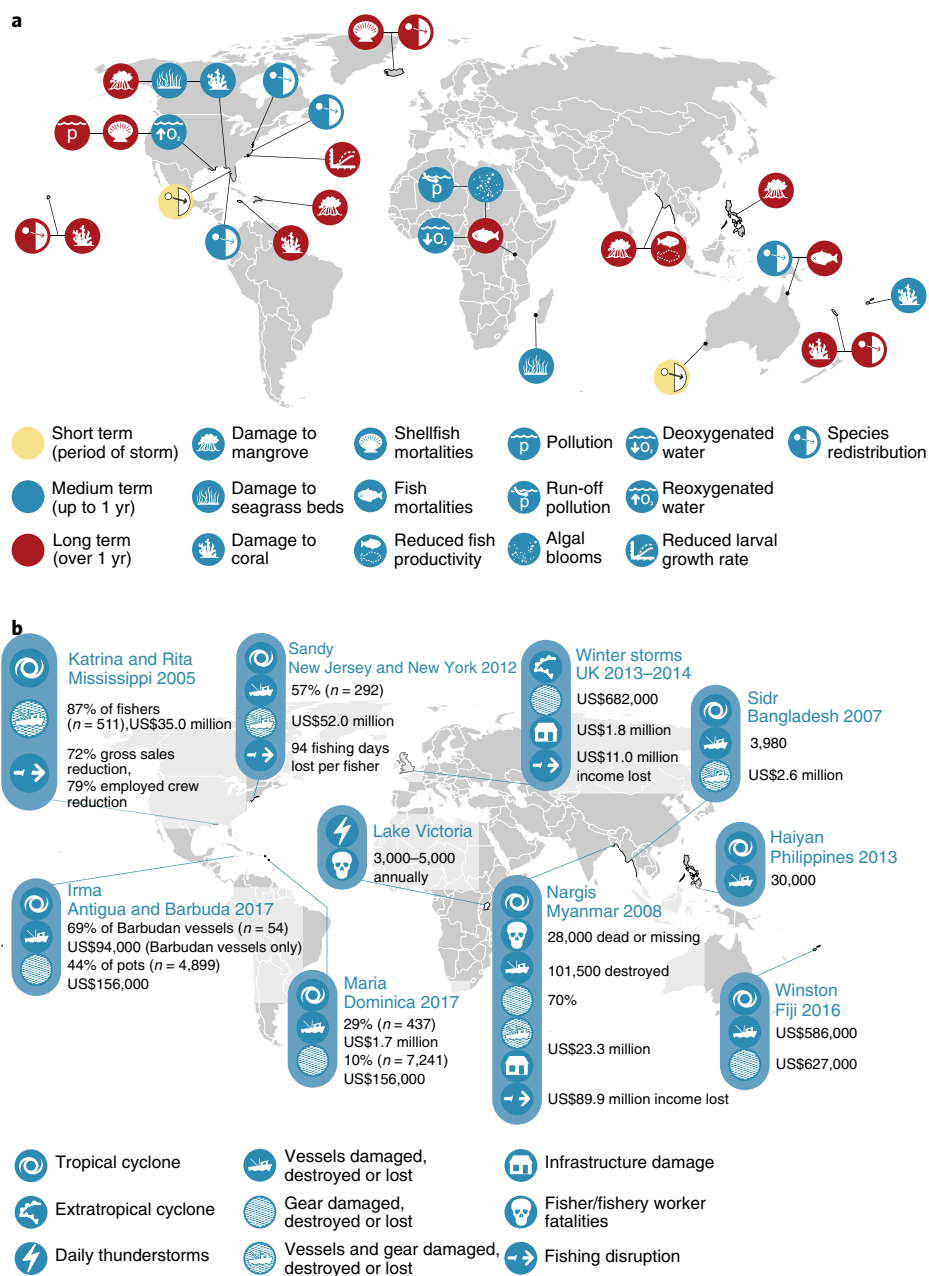 a
p
↑O₂
p
↓O₂
Short term
(period of storm)
Medium term
(up to 1 yr)
Long term
(over 1 yr)
Damage to
mangrove
Damage to
seagrass beds
Damage to
coral
Shellfish
mortalities
Fish
mortalities
Reduced fish
productivity
p
Pollution
p
Run-off
pollution
Algal
blooms
↓O₂
Deoxygenated
water
↑O₂
Reoxygenated
water
Reduced larval
growth rate
Species
redistribution
b
Katrina and Rita
Mississippi 2005
87% of fishers
(n = 511),US$35.0 million
72% gross sales
reduction,
79% employed crew
reduction
Sandy
New Jersey and New York 2012
57% (n = 292)
US$52.0 million
94 fishing days
lost per fisher
Winter storms
UK 2013–2014
US$682,000
US$1.8 million
US$11.0 million
income lost
Sidr
Bangladesh 2007
3,980
US$2.6 million
Lake Victoria
3,000–5,000
annually
Haiyan
Philippines 2013
30,000
Irma
Antigua and Barbuda 2017
69% of Barbudan vessels (n = 54)
US$94,000 (Barbudan vessels only)
44% of pots (n = 4,899)
US$156,000
Maria
Dominica 2017
29% (n = 437)
US$1.7 million
10% (n = 7,241)
US$156,000
Nargis
Myanmar 2008
28,000 dead or missing
101,500 destroyed
70%
US$23.3 million
US$89.9 million income lost
Winston
Fiji 2016
US$586,000
US$627,000
Tropical cyclone
Extratropical cyclone
Daily thunderstorms
Vessels damaged,
destroyed or lost
Gear damaged,
destroyed or lost
Vessels and gear damaged,
destroyed or lost
Infrastructure damage
Fisher/fishery worker
fatalities
Fishing disruption